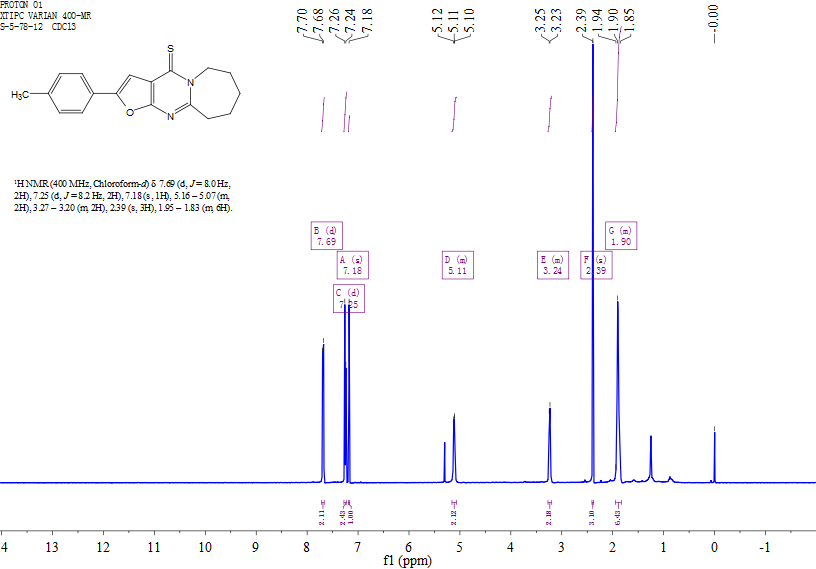 PROTON 01
XTIPC VARIAN 400-MR
S-5-78-12 CDCl3
7.70
7.68
7.26
7.24
7.18
5.12
5.11
5.10
3.25
3.23
2.39
1.94
1.90
1.85
-0.00
S
H₃C
N
O
N
¹H NMR (400 MHz, Chloroform-d) δ 7.69 (d, J = 8.0 Hz,
2H), 7.25 (d, J = 8.2 Hz, 2H), 7.18 (s, 1H), 5.16 – 5.07 (m,
2H), 3.27 – 3.20 (m, 2H), 2.39 (s, 3H), 1.95 – 1.83 (m, 6H).
B (d)
7.69
G (m)
1.90
A (s)
7.18
D (m)
5.11
E (m)
3.24
F (s)
2.39
C (d)
7.25
2.11
2.43
1.00
2.12
2.18
3.10
6.43
4 13 12 11 10 9 8 7 6 5 4 3 2 1 0 -1
f1 (ppm)